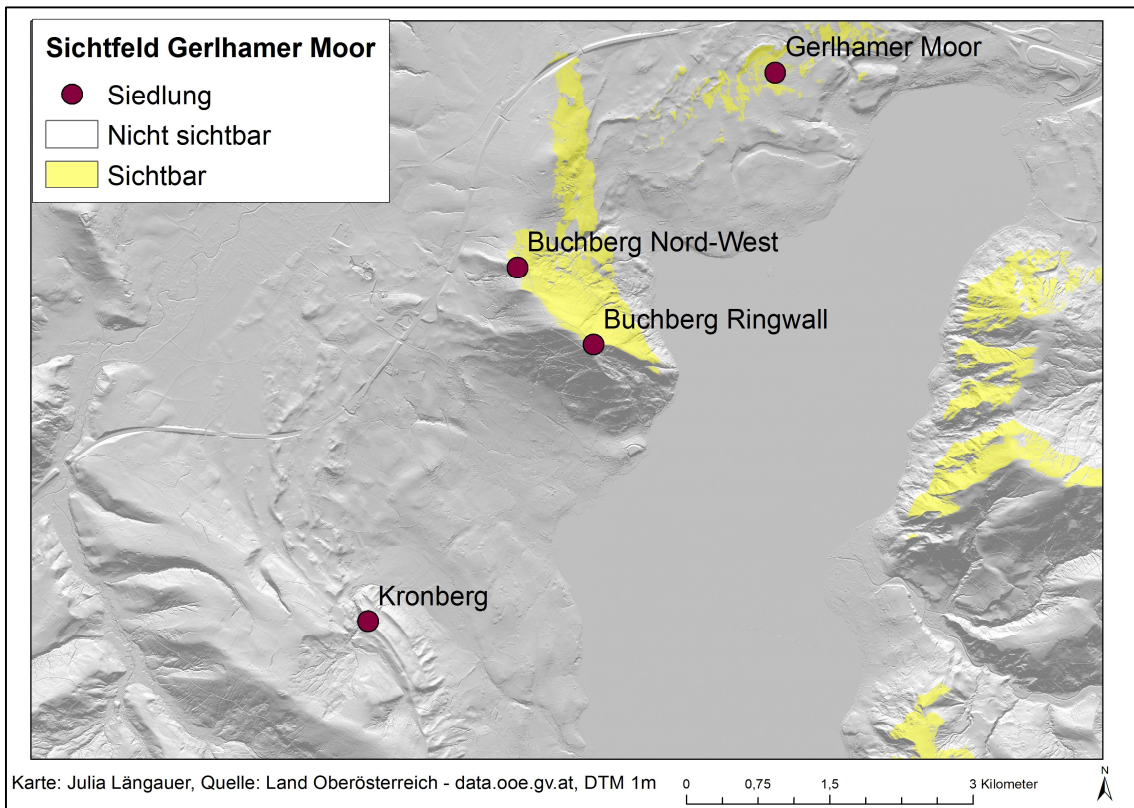 Sichtfeld Gerlhamer Moor
Siedlung
Nicht sichtbar
Sichtbar
Gerlhamer Moor
Buchberg Nord-West
Buchberg Ringwall
Kronberg
Karte: Julia Längauer, Quelle: Land Oberösterreich - data.ooe.gv.at, DTM 1m
0 0,75 1,5 3 Kilometer
N